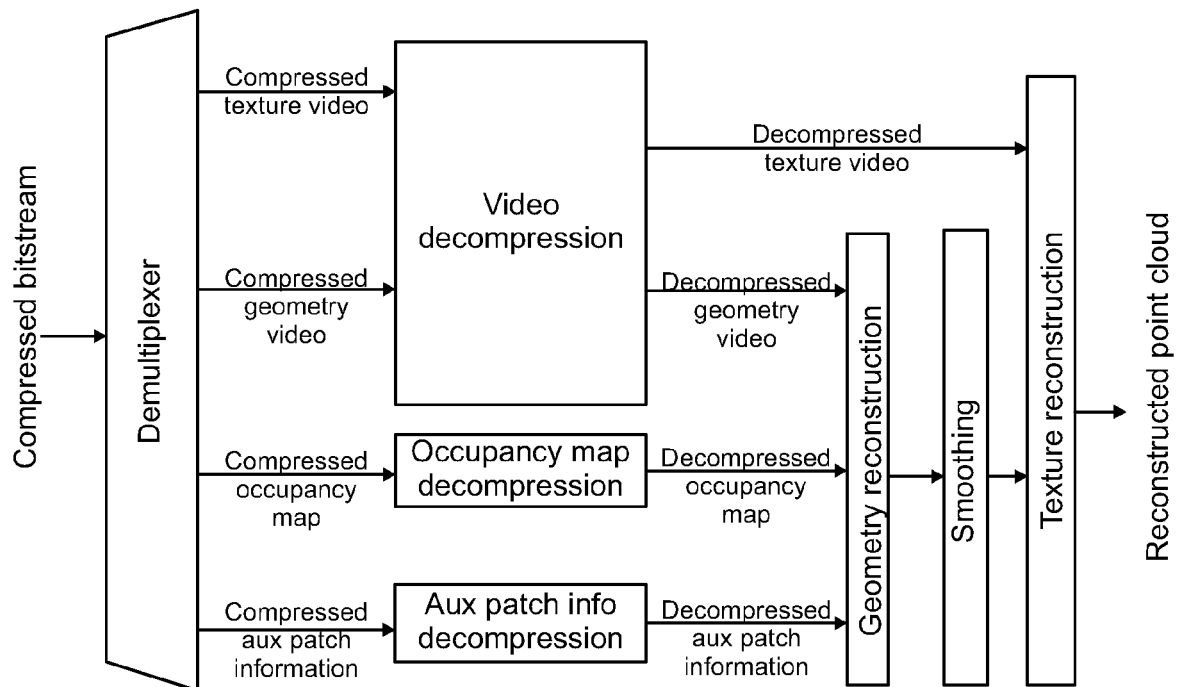 Compressed bitstream
Demultiplexer
Compressed
texture video
Compressed
geometry
video
Compressed
occupancy
map
Compressed
aux patch
information
Video
decompression
Occupancy map
decompression
Aux patch info
decompression
Decompressed
texture video
Decompressed
geometry
video
Decompressed
occupancy
map
Decompressed
aux patch
information
Geometry reconstruction
Smoothing
Texture reconstruction
Reconstructed point cloud